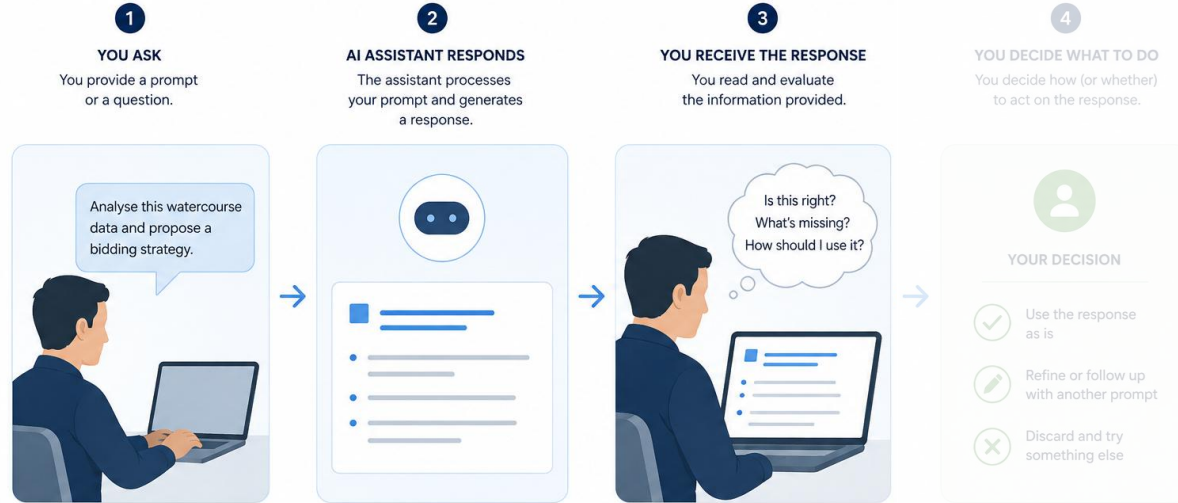 1
YOU ASK
You provide a prompt
or a question.
Analyse this watercourse
data and propose a
bidding strategy.
2
AI ASSISTANT RESPONDS
The assistant processes
your prompt and generates
a response.
3
YOU RECEIVE THE RESPONSE
You read and evaluate
the information provided.
Is this right?
What's missing?
How should I use it?
4
YOU DECIDE WHAT TO DO
You decide how (or whether)
to act on the response.
YOUR DECISION
Use the response
as is
Refine or follow up
with another prompt
Discard and try
something else